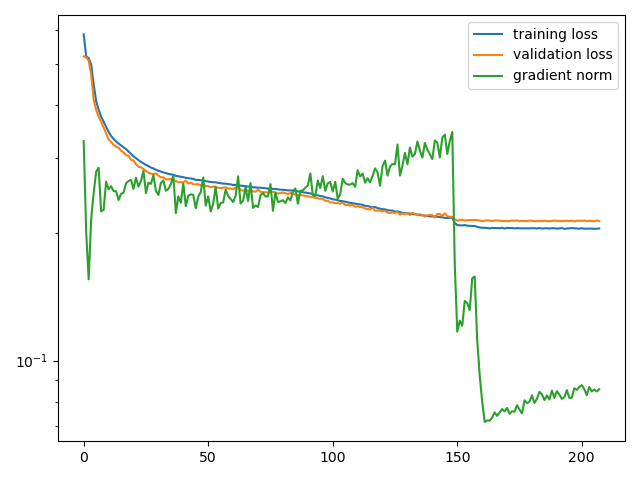 training loss
validation loss
gradient norm
10⁻¹
0 50 100 150 200